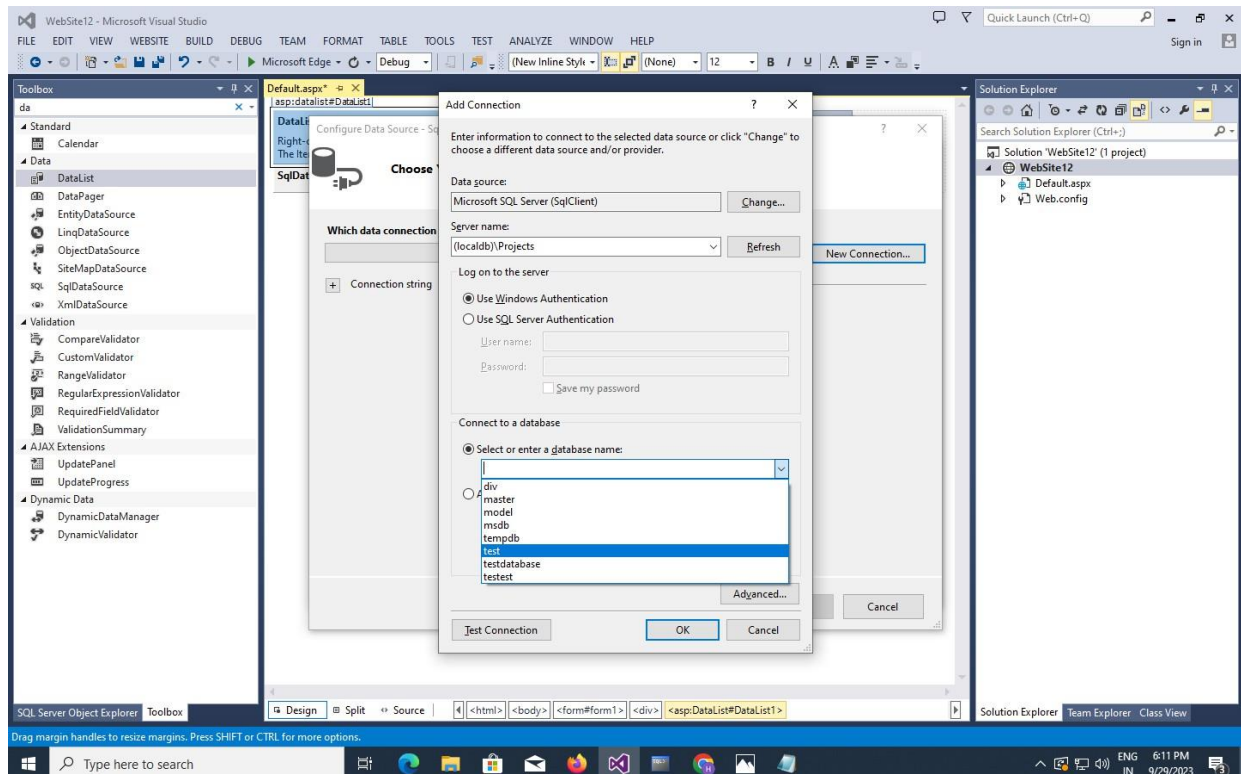 WebSite12 - Microsoft Visual Studio
Quick Launch (Ctrl+Q)
FILE EDIT VIEW WEBSITE BUILD DEBUG TEAM FORMAT TABLE TOOLS TEST ANALYZE WINDOW HELP
Sign in
Microsoft Edge
Debug
(New Inline Style
(None)
12
B I U A
Toolbox
da
Standard
Calendar
Data
DataList
DataPager
EntityDataSource
LinqDataSource
ObjectDataSource
SiteMapDataSource
SQL SqlDataSource
XmlDataSource
Validation
CompareValidator
CustomValidator
RangeValidator
RegularExpressionValidator
RequiredFieldValidator
ValidationSummary
AJAX Extensions
UpdatePanel
UpdateProgress
Dynamic Data
DynamicDataManager
DynamicValidator
SQL Server Object Explorer Toolbox
Default.aspx*
asp:datalist#DataList1
DataLi
Right-c
The Ite
SqlDat
Configure Data Source - Sq
?
Choose
Which data connection
New Connection...
+ Connection string
Cancel
Add Connection
?
Enter information to connect to the selected data source or click "Change" to
choose a different data source and/or provider.
Data source:
Microsoft SQL Server (SqlClient)
Change...
Server name:
(localdb)\Projects
Refresh
Log on to the server
Use Windows Authentication
Use SQL Server Authentication
User name:
Password:
Save my password
Connect to a database
Select or enter a database name:
A
div
master
model
msdb
tempdb
test
testdatabase
testest
Advanced...
Test Connection
OK
Cancel
Design Split Source
<html> <body> <form#form1> <div> <asp:DataList#DataList1>
Solution Explorer
Search Solution Explorer (Ctrl+;)
Solution 'WebSite12' (1 project)
WebSite12
Default.aspx
Web.config
Solution Explorer Team Explorer Class View
Drag margin handles to resize margins. Press SHIFT or CTRL for more options.
Type here to search
ENG
IN
6:11 PM
9/29/2023
3